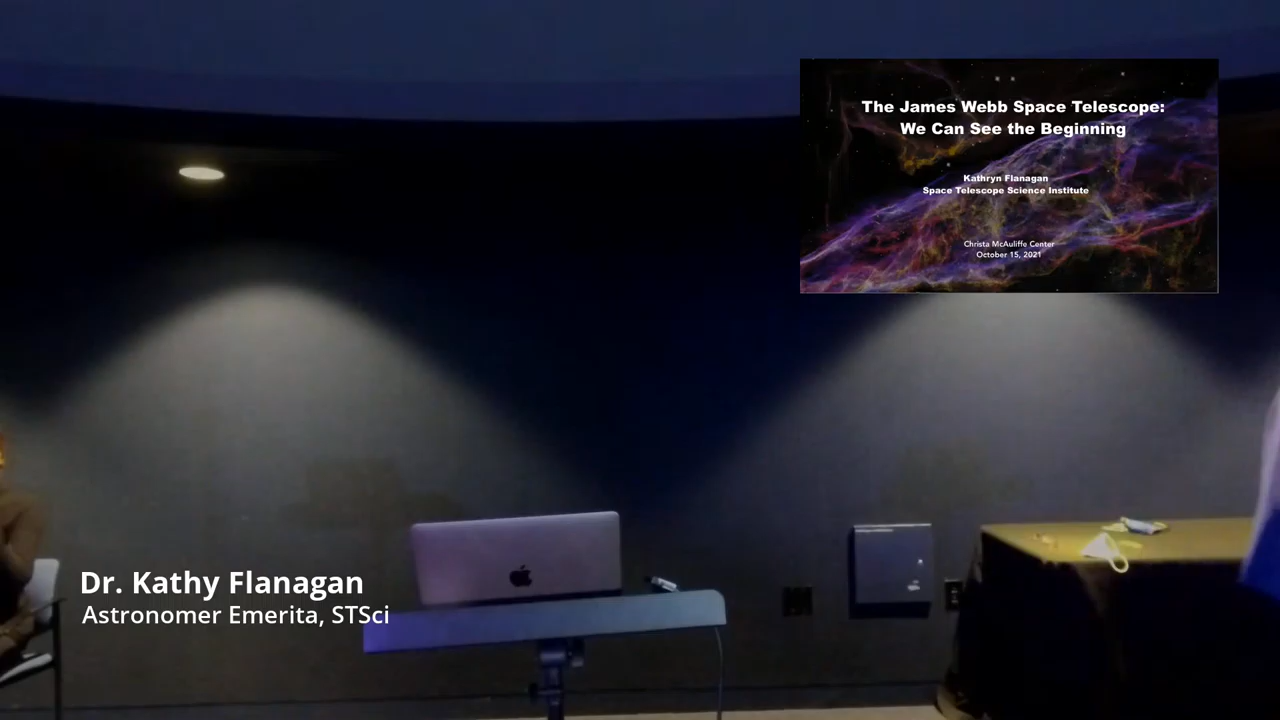 The James Webb Space Telescope:
We Can See the Beginning
Kathryn Flanagan
Space Telescope Science Institute
Christa McAuliffe Center
October 15, 2021
Dr. Kathy Flanagan
Astronomer Emerita, STSci